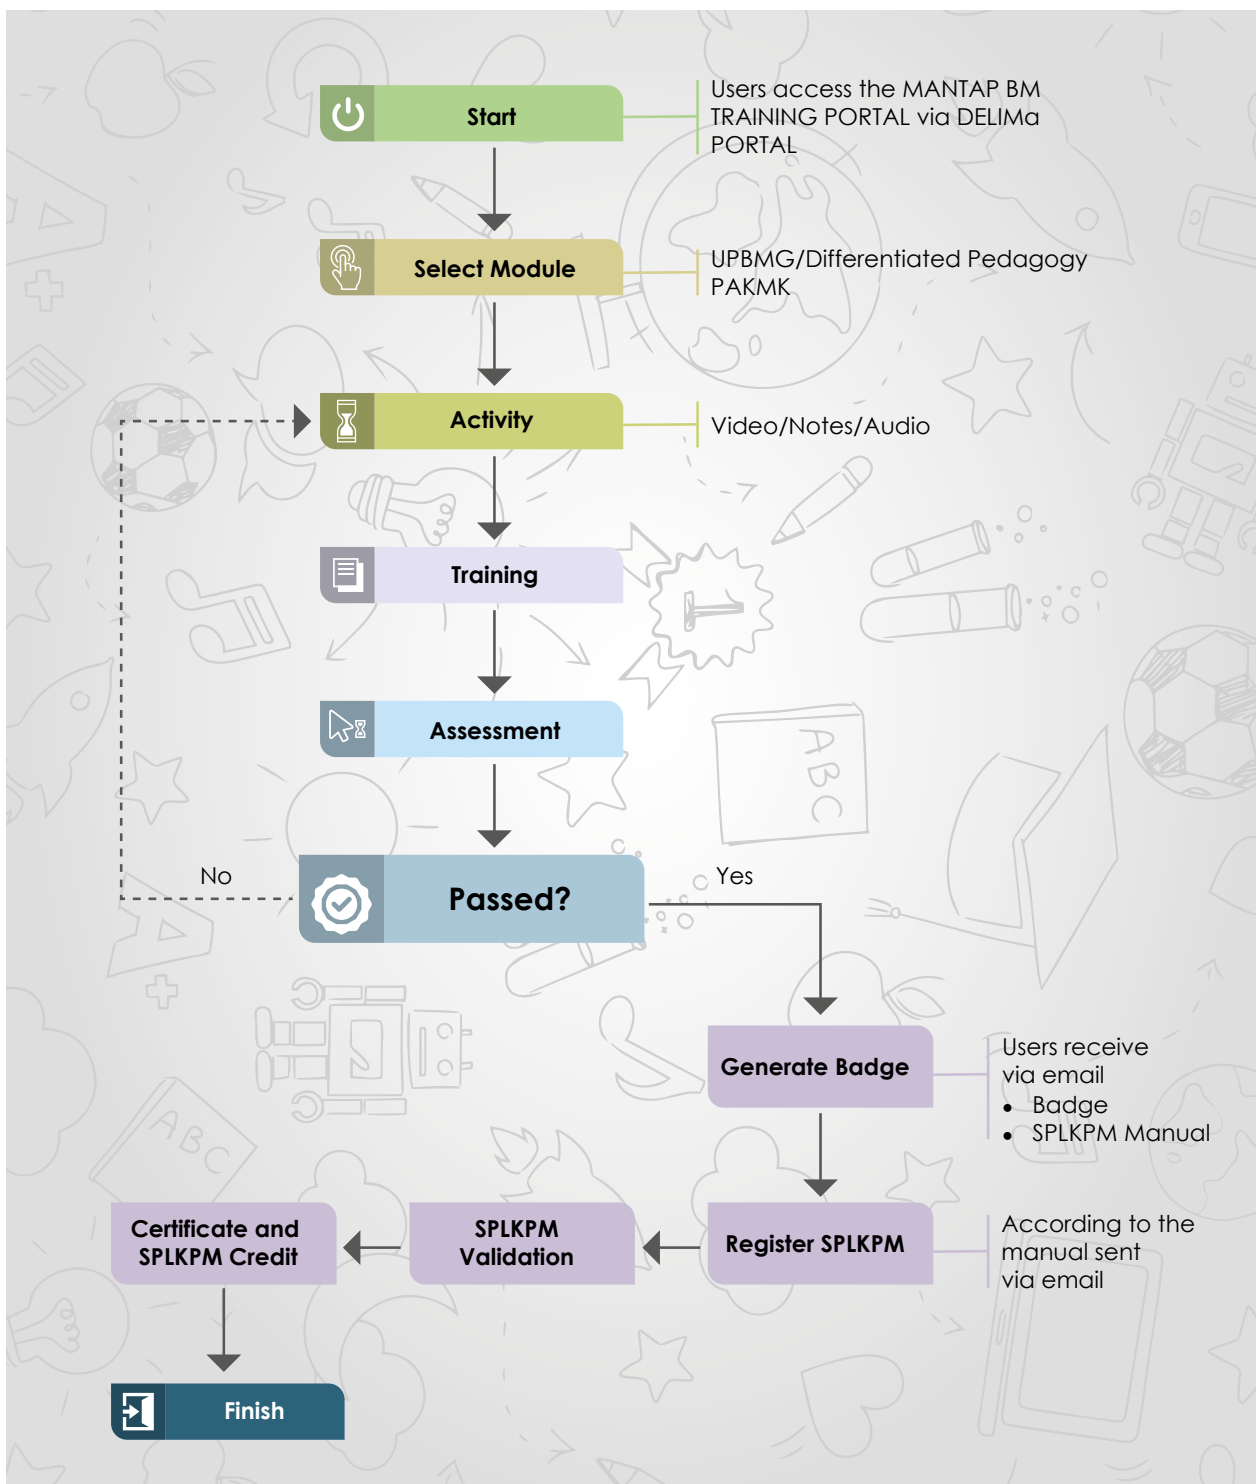 Start
Users access the MANTAP BM
TRAINING PORTAL via DELIMa
PORTAL
Select Module
UPBMG/Differentiated Pedagogy
PAKMK
Activity
Video/Notes/Audio
Training
Assessment
ABC
No
Passed?
Yes
Generate Badge
Users receive
via email
• Badge
• SPLKPM Manual
ABC
Register SPLKPM
According to the
manual sent
via email
SPLKPM
Validation
Certificate and
SPLKPM Credit
Finish